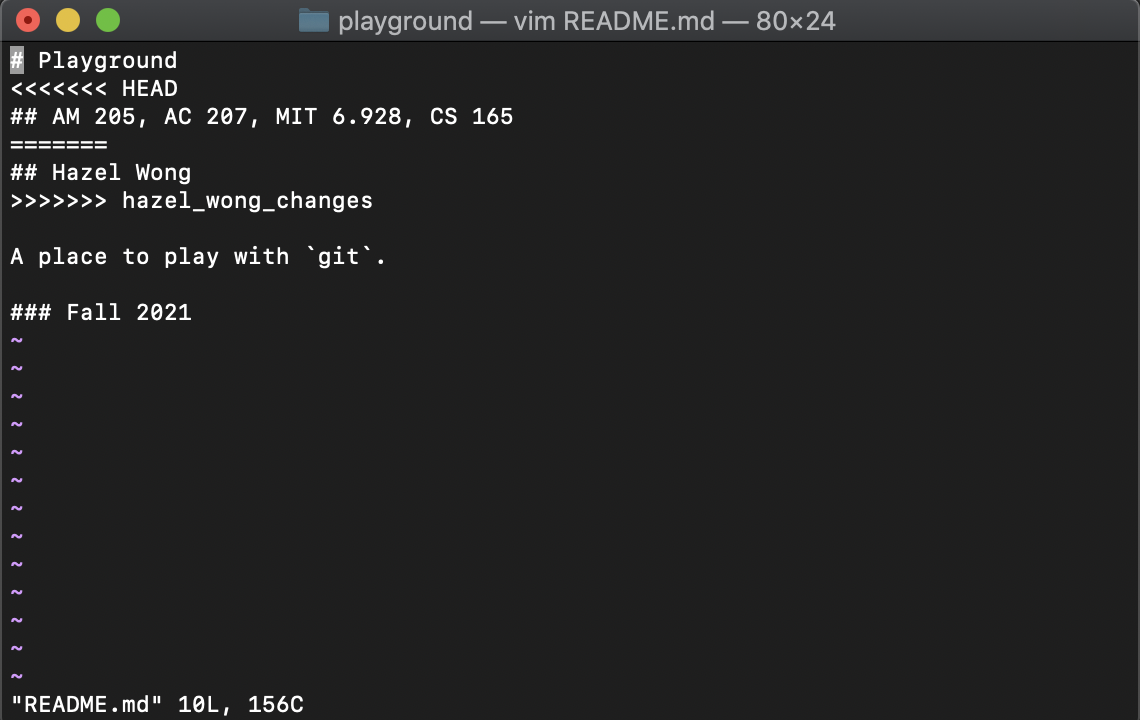 playground — vim README.md — 80×24
# Playground
<<<<<<< HEAD
## AM 205, AC 207, MIT 6.928, CS 165
=======
## Hazel Wong
>>>>>>> hazel_wong_changes

A place to play with `git`.

### Fall 2021
~
~
~
~
~
~
~
~
~
~
~
~
~
"README.md" 10L, 156C